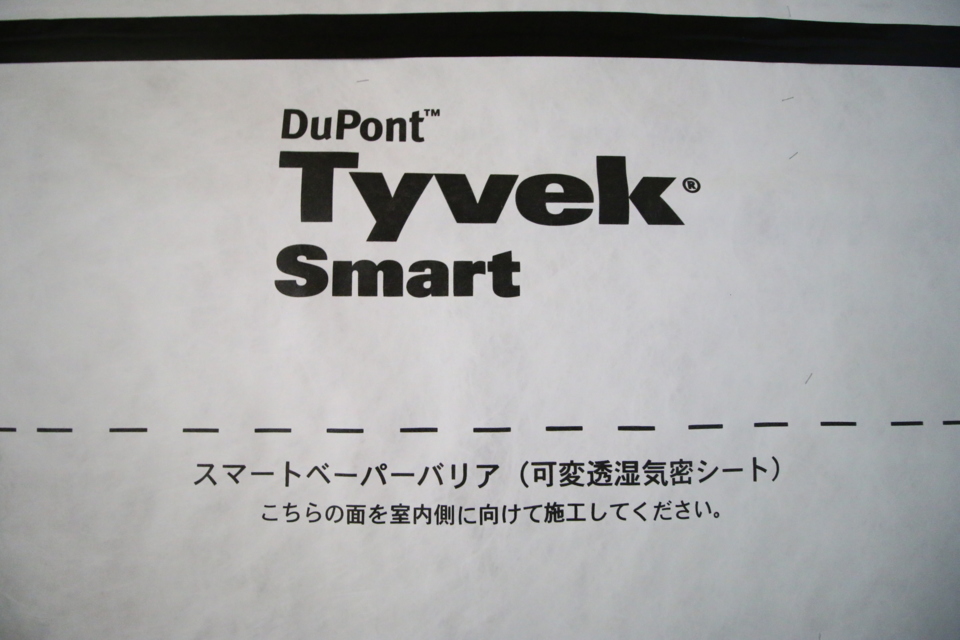 DuPont™
Tyvek®
Smart
スマートベーパーバリア（可変透湿気密シート）
こちらの面を室内側に向けて施工してください。